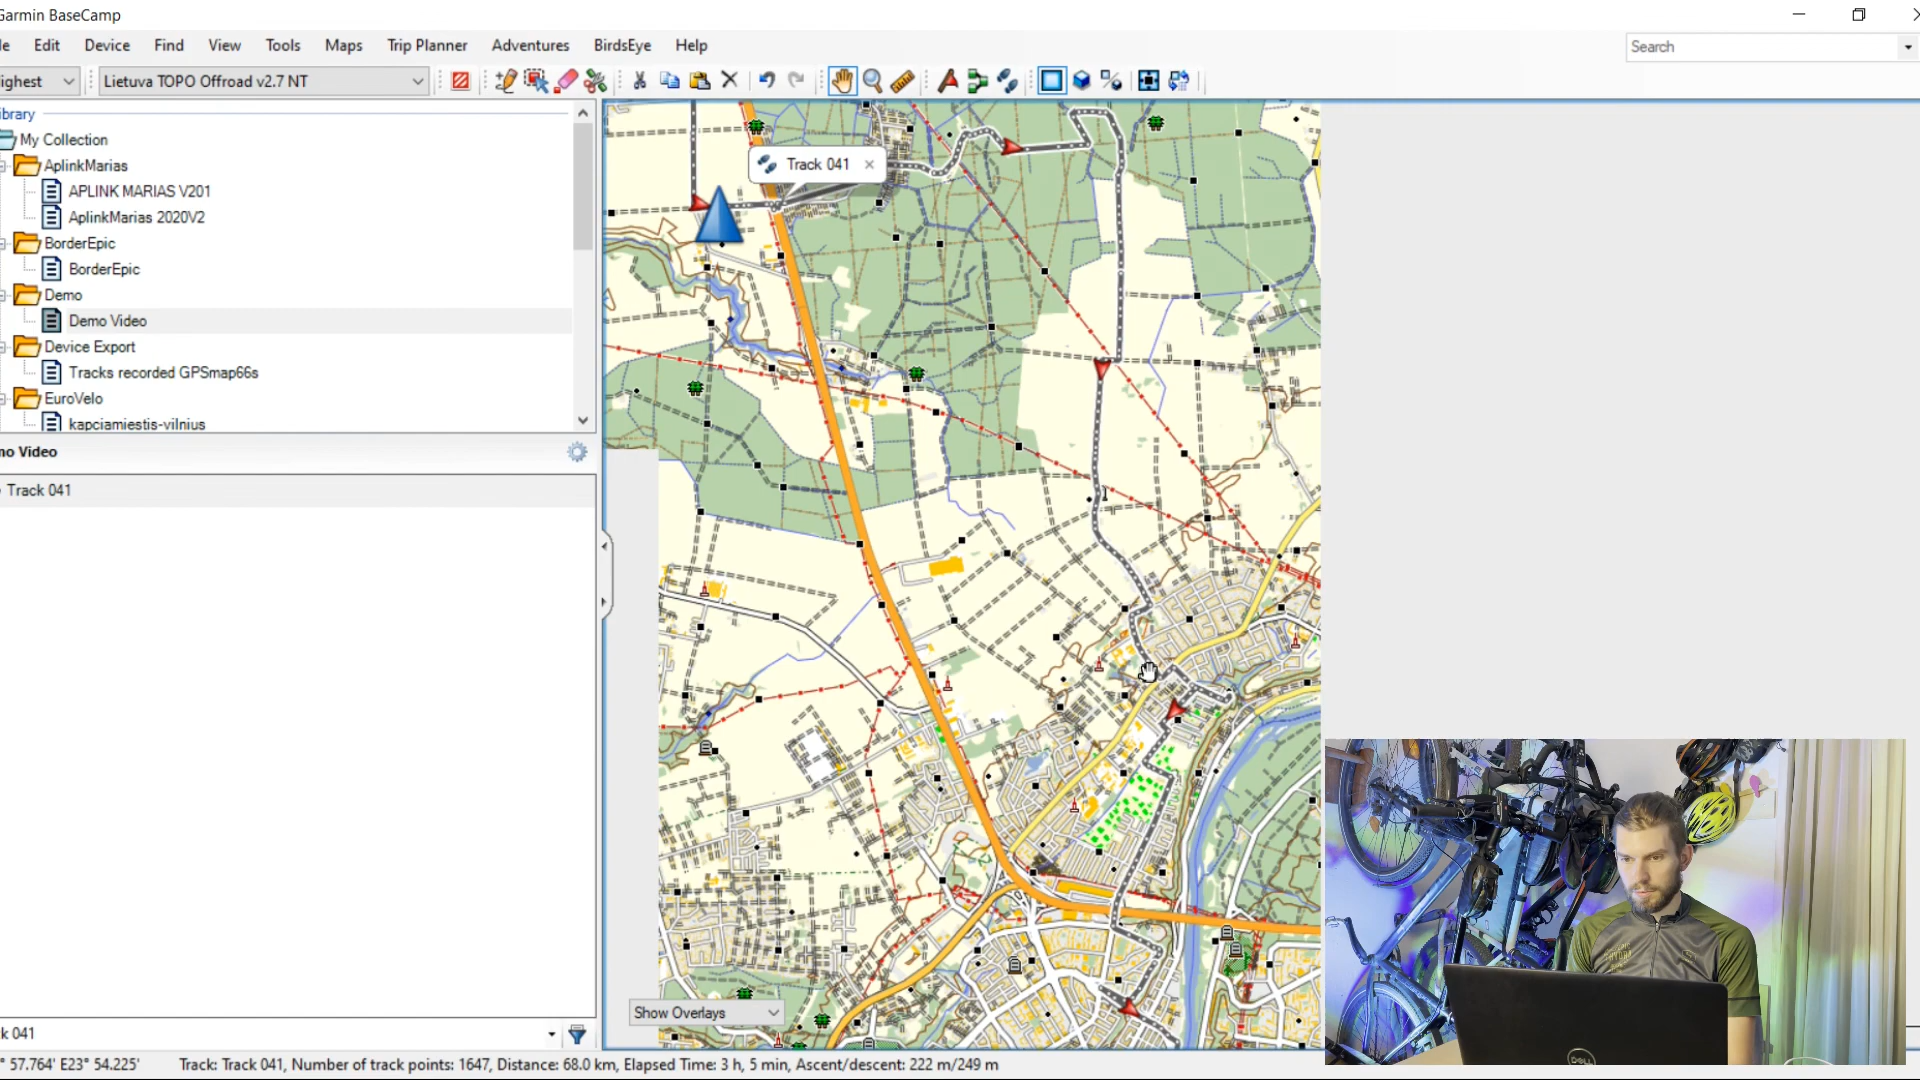 Garmin BaseCamp
le Edit Device Find View Tools Maps Trip Planner Adventures BirdsEye Help
Search
ighest Lietuva TOPO Offroad v2.7 NT
ibrary
My Collection
AplinkMarias
APLINK MARIAS V201
AplinkMarias 2020V2
BorderEpic
BorderEpic
Demo
Demo Video
Device Export
Tracks recorded GPSmap66s
EuroVelo
kapciamiestis-vilnius
mo Video
Track 041
Track 041
Show Overlays
k 041
° 57.764' E23° 54.225' Track: Track 041, Number of track points: 1647, Distance: 68.0 km, Elapsed Time: 3 h, 5 min, Ascent/descent: 222 m/249 m
DELL